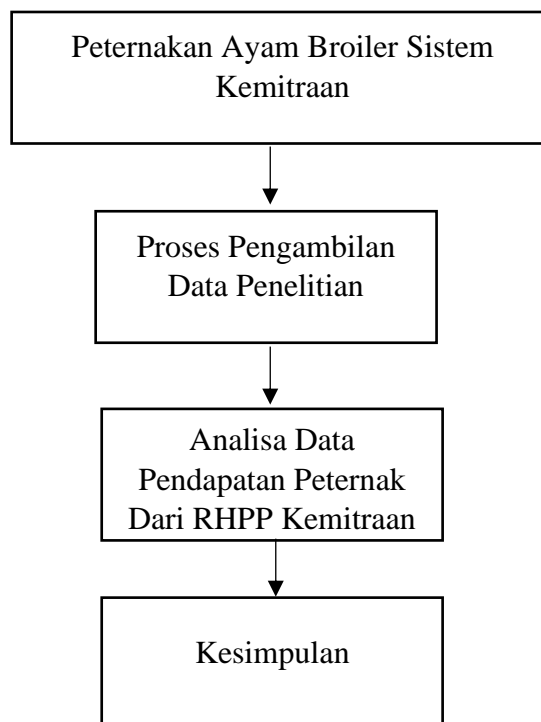 Peternakan Ayam Broiler Sistem
Kemitraan
Proses Pengambilan
Data Penelitian
Analisa Data
Pendapatan Peternak
Dari RHPP Kemitraan
Kesimpulan